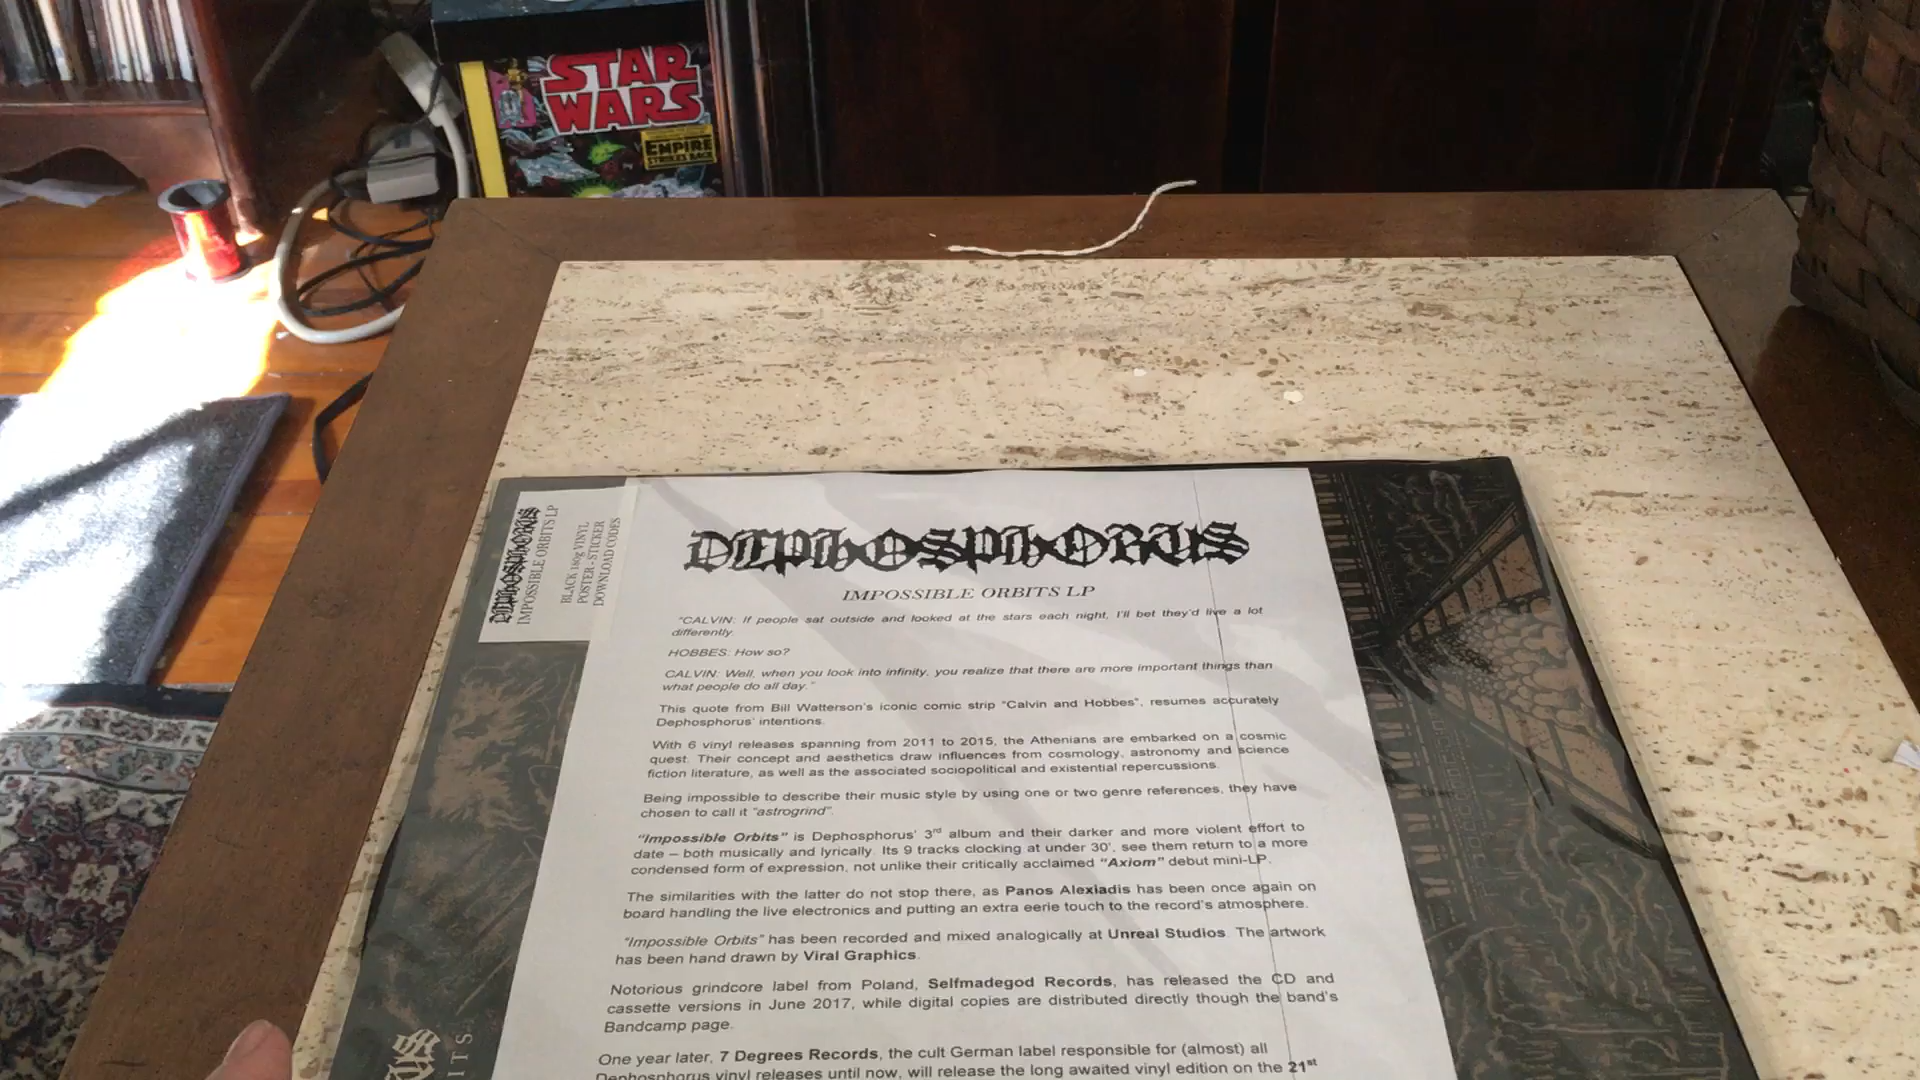 STAR
WARS
EMPIRE
STRIKES BACK
DEPHOSPHORUS
IMPOSSIBLE ORBITS LP
BLACK 180g VINYL
POSTER - STICKER
DOWNLOAD CODES
DEPHOSPHORUS
IMPOSSIBLE ORBITS LP
"CALVIN: If people sat outside and looked at the stars each night, I'll bet they'd live a lot
differently.
HOBBES: How so?
CALVIN: Well, when you look into infinity, you realize that there are more important things than
what people do all day."
This quote from Bill Watterson's iconic comic strip "Calvin and Hobbes", resumes accurately
Dephosphorus' intentions.
With 6 vinyl releases spanning from 2011 to 2015, the Athenians are embarked on a cosmic
quest. Their concept and aesthetics draw influences from cosmology, astronomy and science
fiction literature, as well as the associated sociopolitical and existential repercussions.
Being impossible to describe their music style by using one or two genre references, they have
chosen to call it "astrogrind".
"Impossible Orbits" is Dephosphorus' 3rd album and their darker and more violent effort to
date – both musically and lyrically. Its 9 tracks clocking at under 30', see them return to a more
condensed form of expression, not unlike their critically acclaimed "Axiom" debut mini-LP.
The similarities with the latter do not stop there, as Panos Alexiadis has been once again on
board handling the live electronics and putting an extra eerie touch to the record's atmosphere.
"Impossible Orbits" has been recorded and mixed analogically at Unreal Studios. The artwork
has been hand drawn by Viral Graphics.
Notorious grindcore label from Poland, Selfmadegod Records, has released the CD and
cassette versions in June 2017, while digital copies are distributed directly though the band's
Bandcamp page.
One year later, 7 Degrees Records, the cult German label responsible for (almost) all
Dephosphorus vinyl releases until now, will release the long awaited vinyl edition on the 21st